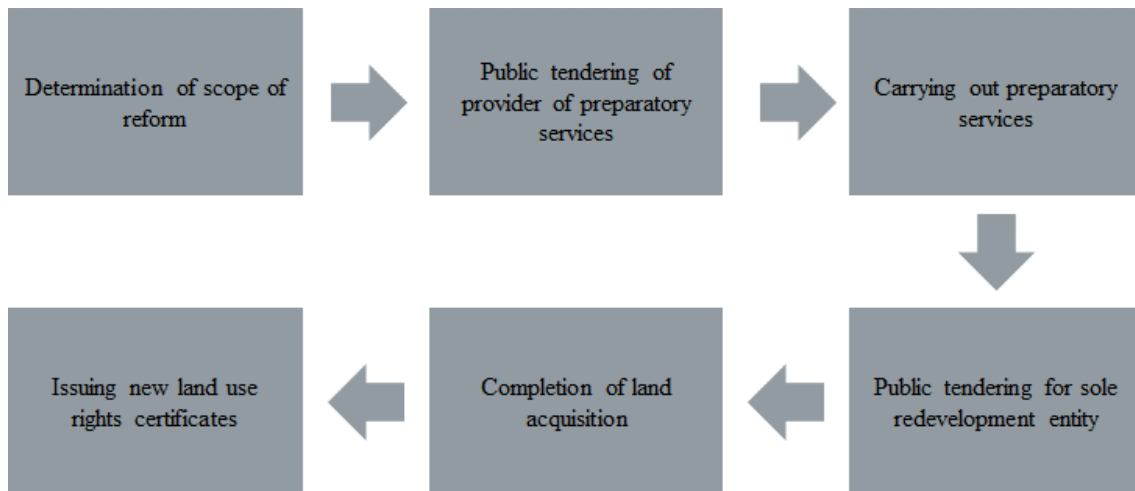 Determination of scope of
reform
Public tendering of
provider of preparatory
services
Carrying out preparatory
services
Public tendering for sole
redevelopment entity
Completion of land
acquisition
Issuing new land use
rights certificates